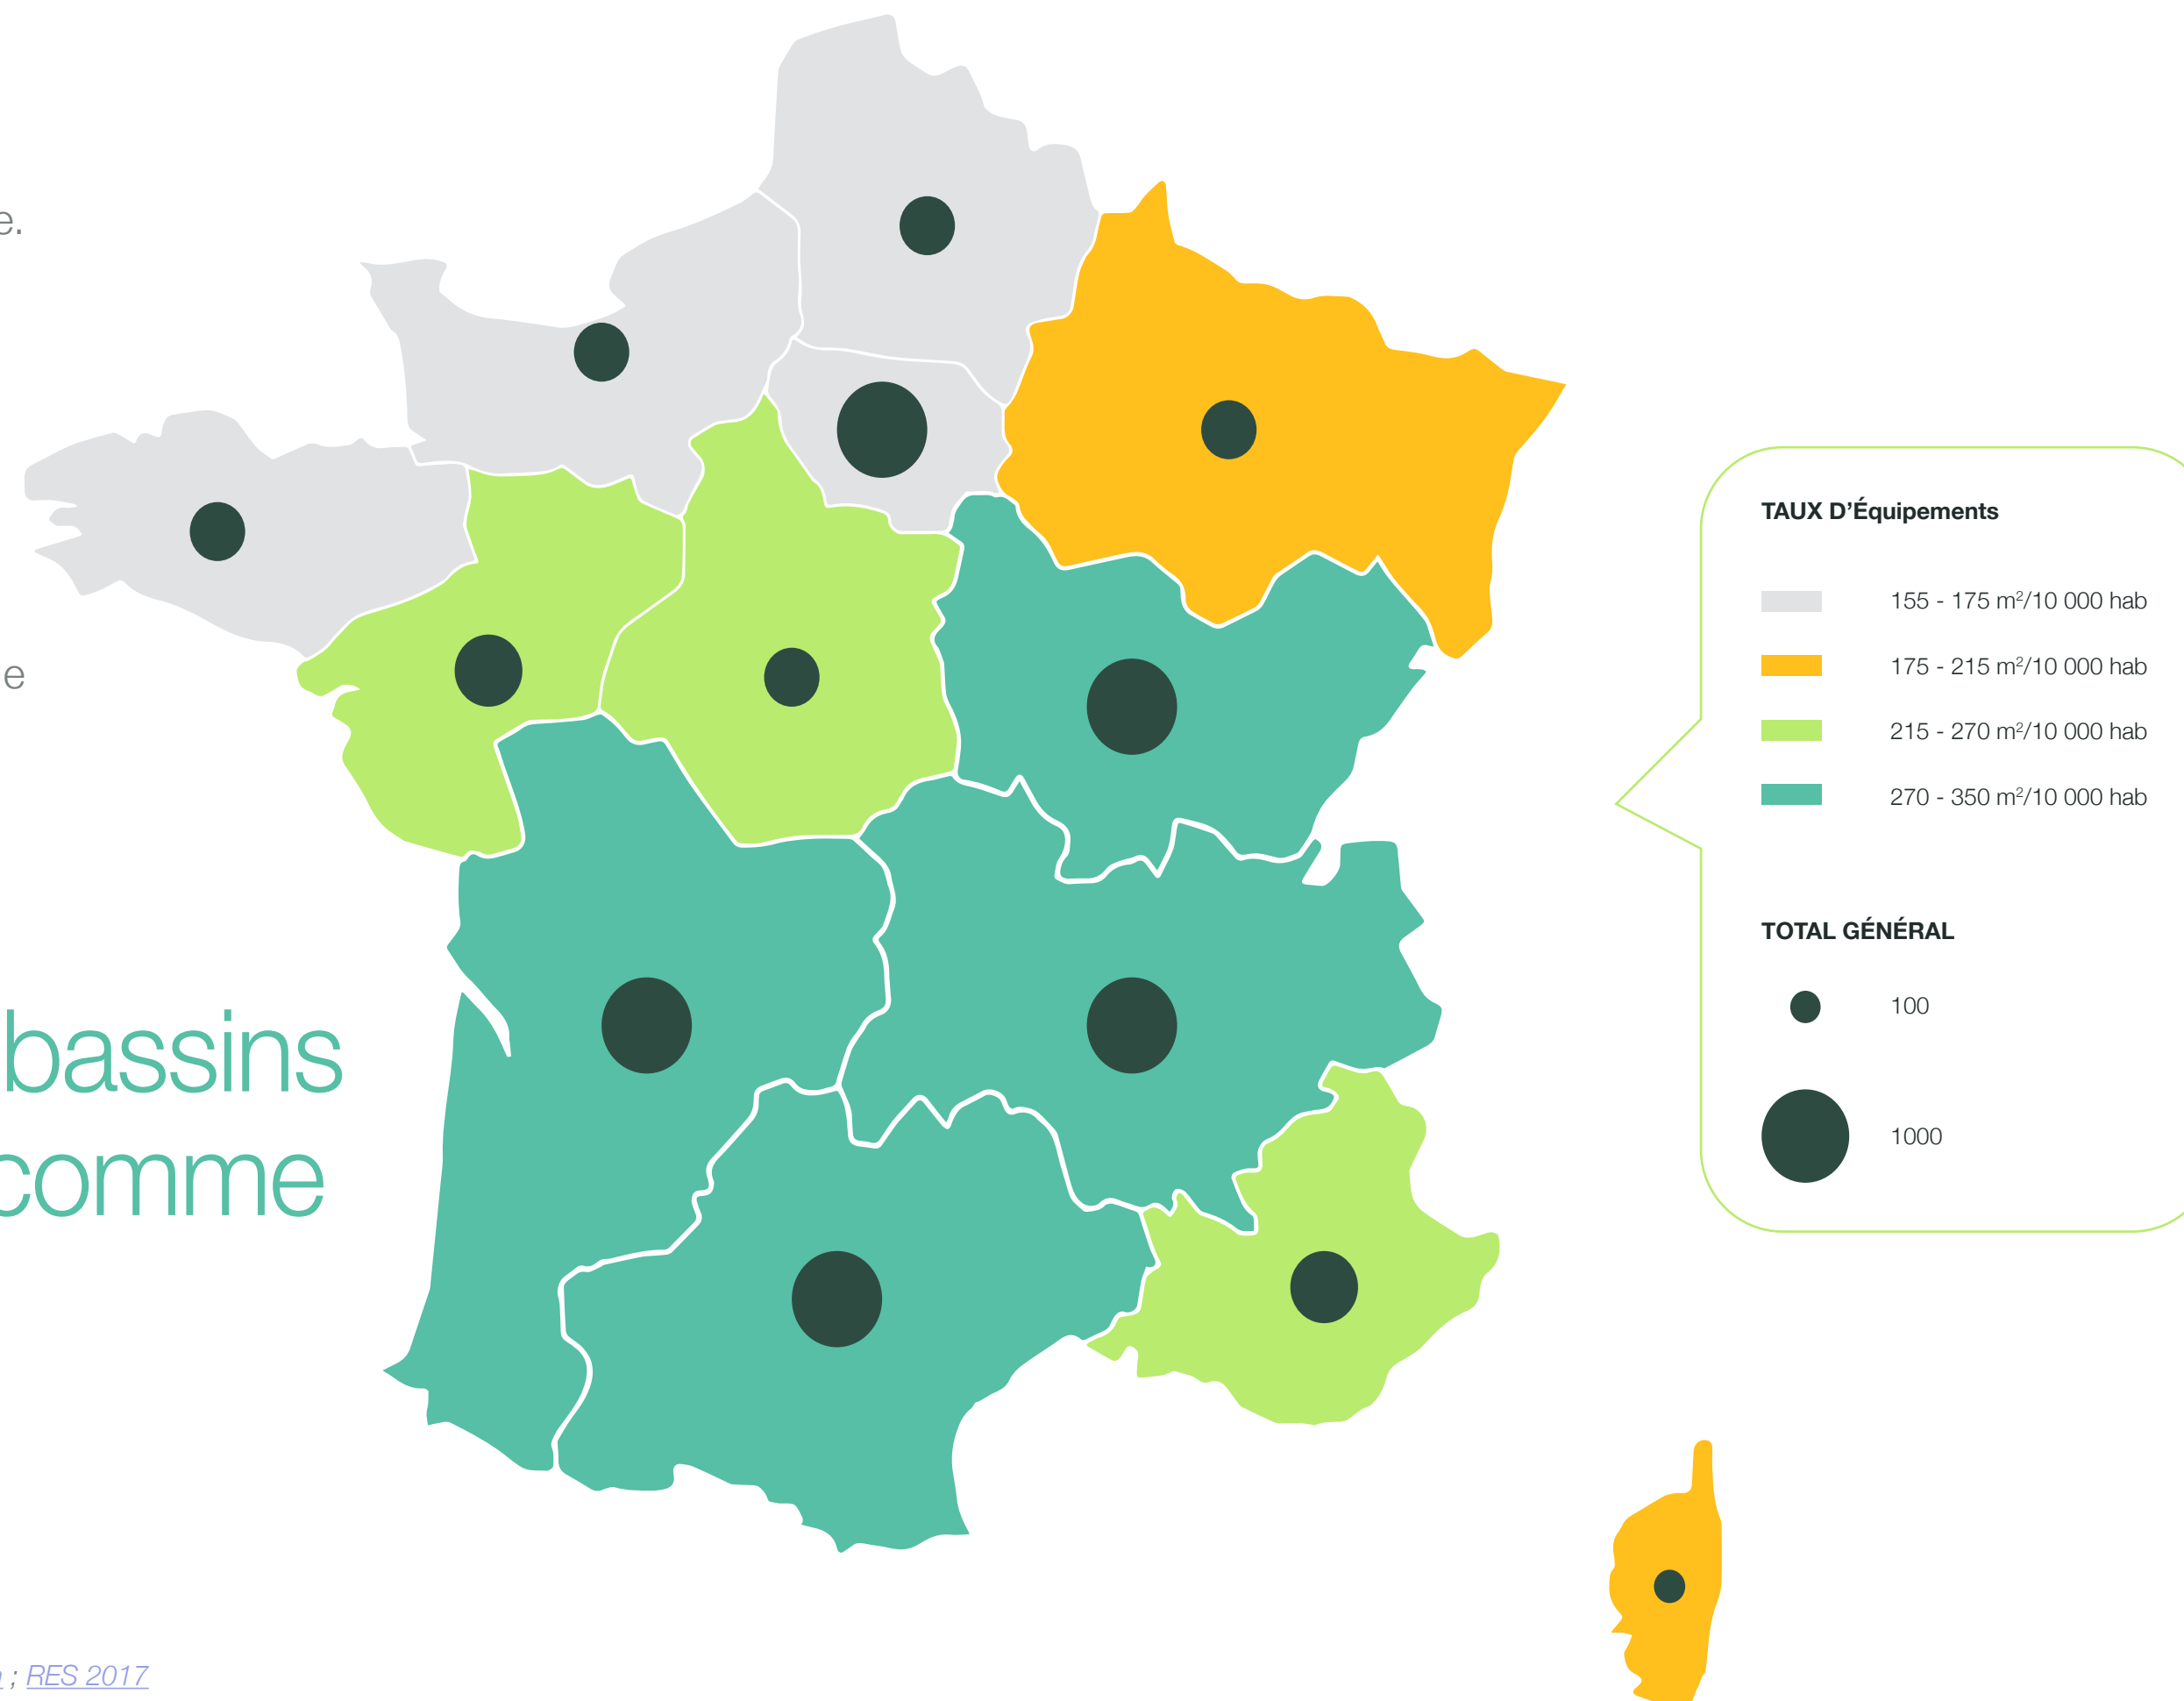 e.
e
bassins
comme
; RES 2017
TAUX D’Équipements
155 - 175 m²/10 000 hab
175 - 215 m²/10 000 hab
215 - 270 m²/10 000 hab
270 - 350 m²/10 000 hab
TOTAL GÉNÉRAL
100
1000